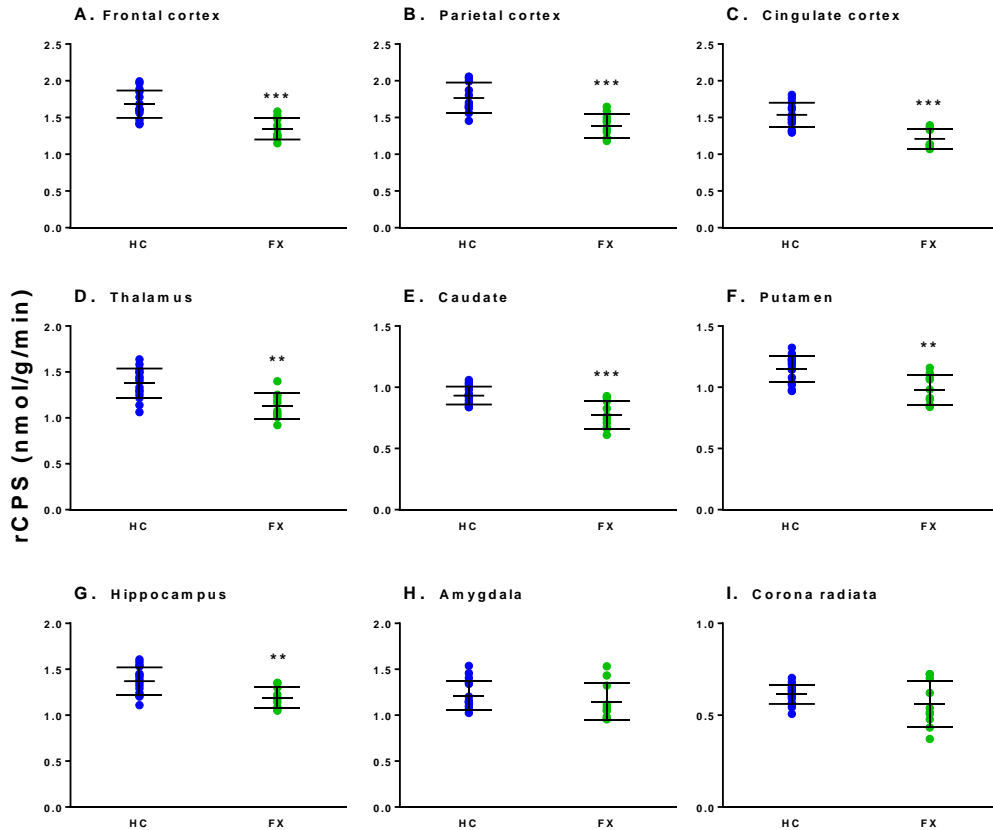 A. Frontal cortex
B. Parietal cortex
C. Cingulate cortex
2.5
2.0
1.5
1.0
0.5
0.0
***
HC
FX
2.5
2.0
1.5
1.0
0.5
0.0
***
HC
FX
2.5
2.0
1.5
1.0
0.5
0.0
***
HC
FX
rCPS (nmol/g/min)
D. Thalamus
E. Caudate
F. Putamen
2.0
1.5
1.0
0.5
0.0
**
HC
FX
1.5
1.0
0.5
0.0
***
HC
FX
1.5
1.0
0.5
0.0
**
HC
FX
G. Hippocampus
H. Amygdala
I. Corona radiata
2.0
1.5
1.0
0.5
0.0
**
HC
FX
2.0
1.5
1.0
0.5
0.0
HC
FX
1.0
0.5
0.0
HC
FX